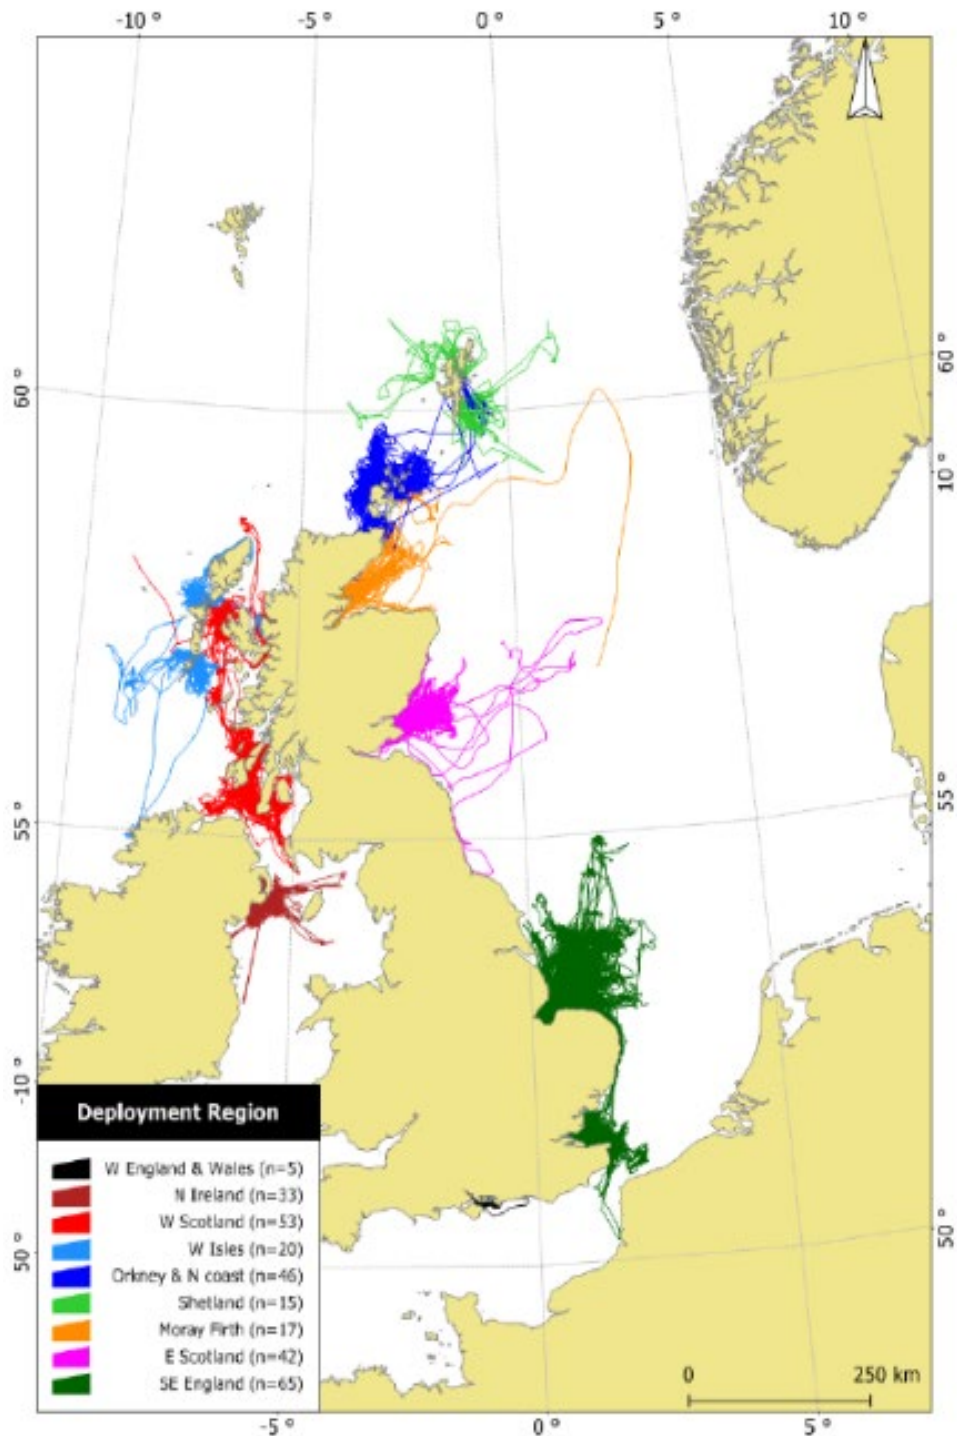 -10 ° -5 ° 0 ° 5 ° 10 °
60 °
60 °
10 °
55 °
55 °
-10 °
50 °
50 °
Deployment Region
W England & Wales (n=5)
N Ireland (n=33)
W Scotland (n=53)
W Isles (n=20)
Orkney & N coast (n=46)
Shetland (n=15)
Moray Firth (n=17)
E Scotland (n=42)
SE England (n=65)
0 250 km
-5 ° 0 ° 5 °